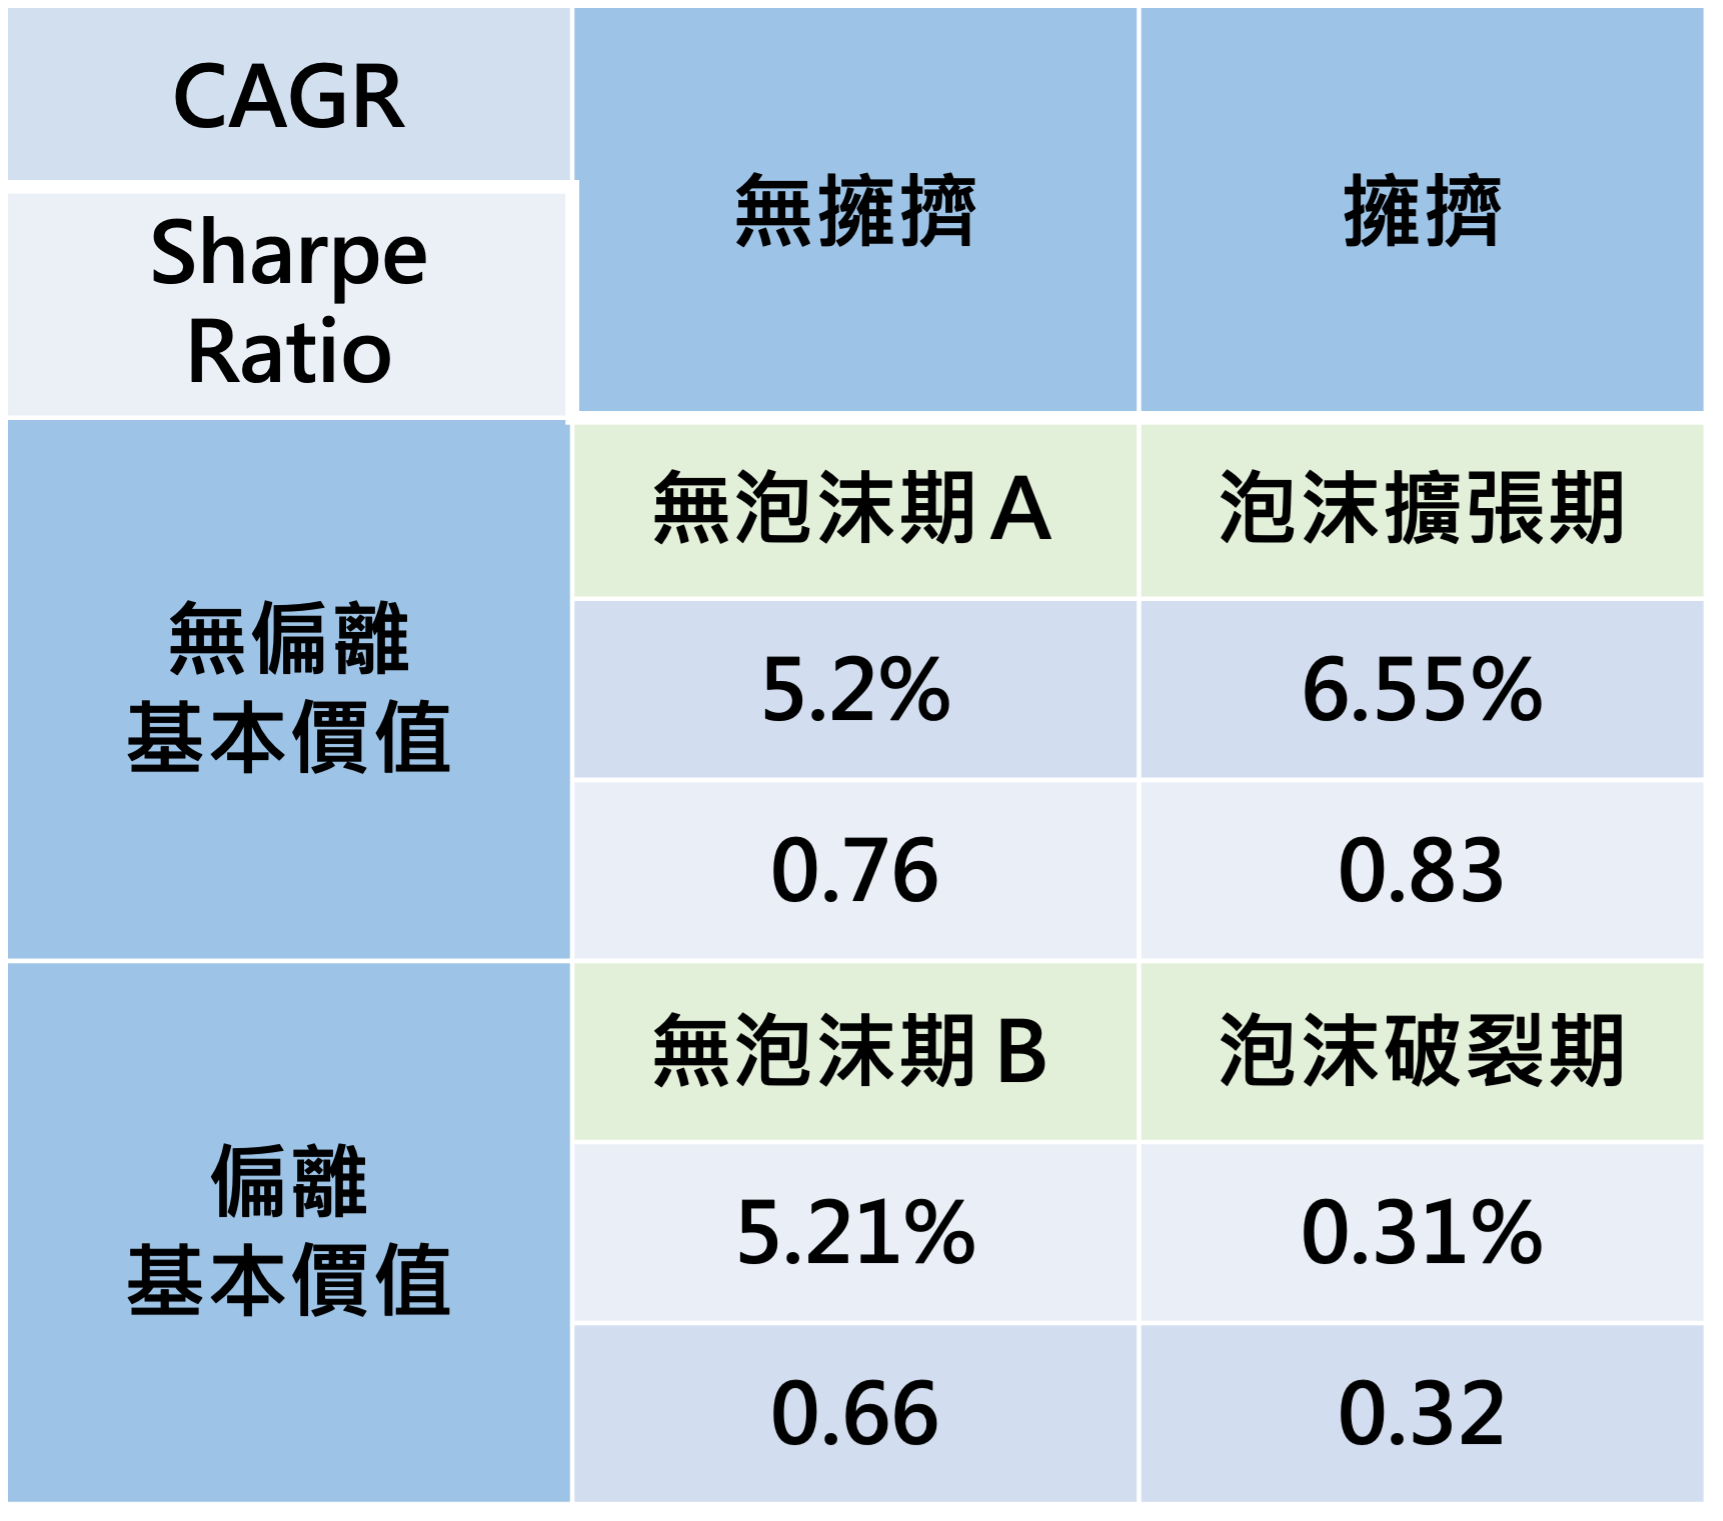 CAGR
Sharpe
Ratio
無擁擠
擁擠
無偏離
基本價值
無泡沫期A
泡沫擴張期
5.2%
6.55%
0.76
0.83
偏離
基本價值
無泡沫期B
泡沫破裂期
5.21%
0.31%
0.66
0.32